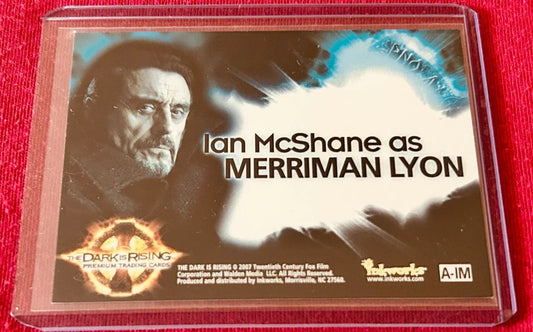 Ian McShane as
MERRIMAN LYON
THE DARK IS RISING
PREMIUM TRADING CARDS
THE DARK IS RISING © 2007 Twentieth Century Fox Film
Corporation and Walden Media LLC. All Rights Reserved.
Produced and distributed by Inkworks, Morrisville, NC 27560.
inkworks
www.inkworks.com
A-IM